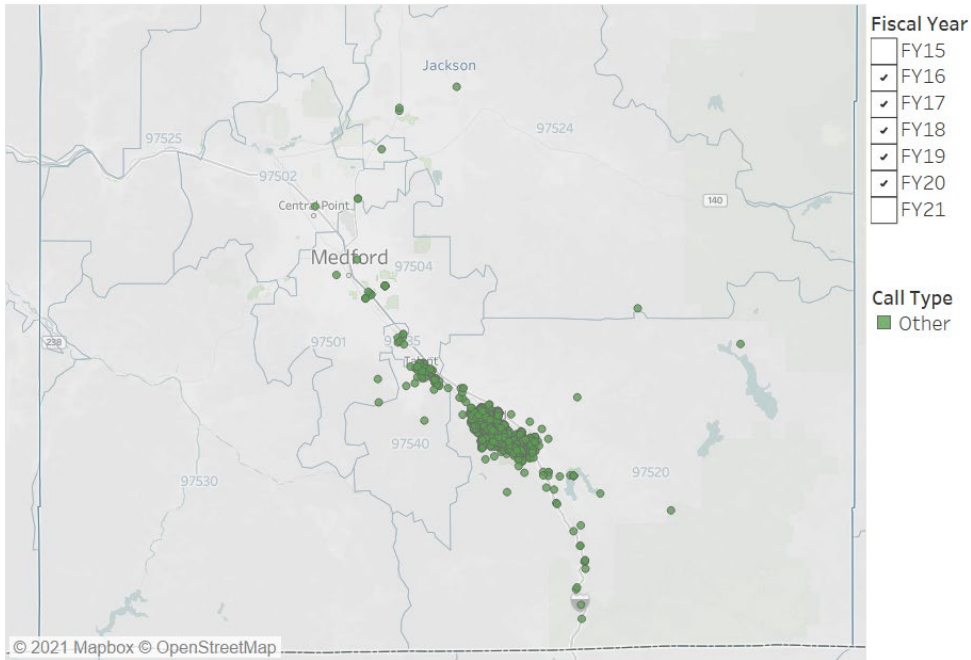 Jackson
97525
97524
97502
140
Central Point
Medford
97504
238
97501
Talent
97540
97530
97520
© 2021 Mapbox © OpenStreetMap
Fiscal Year
FY15
FY16
FY17
FY18
FY19
FY20
FY21
Call Type
Other